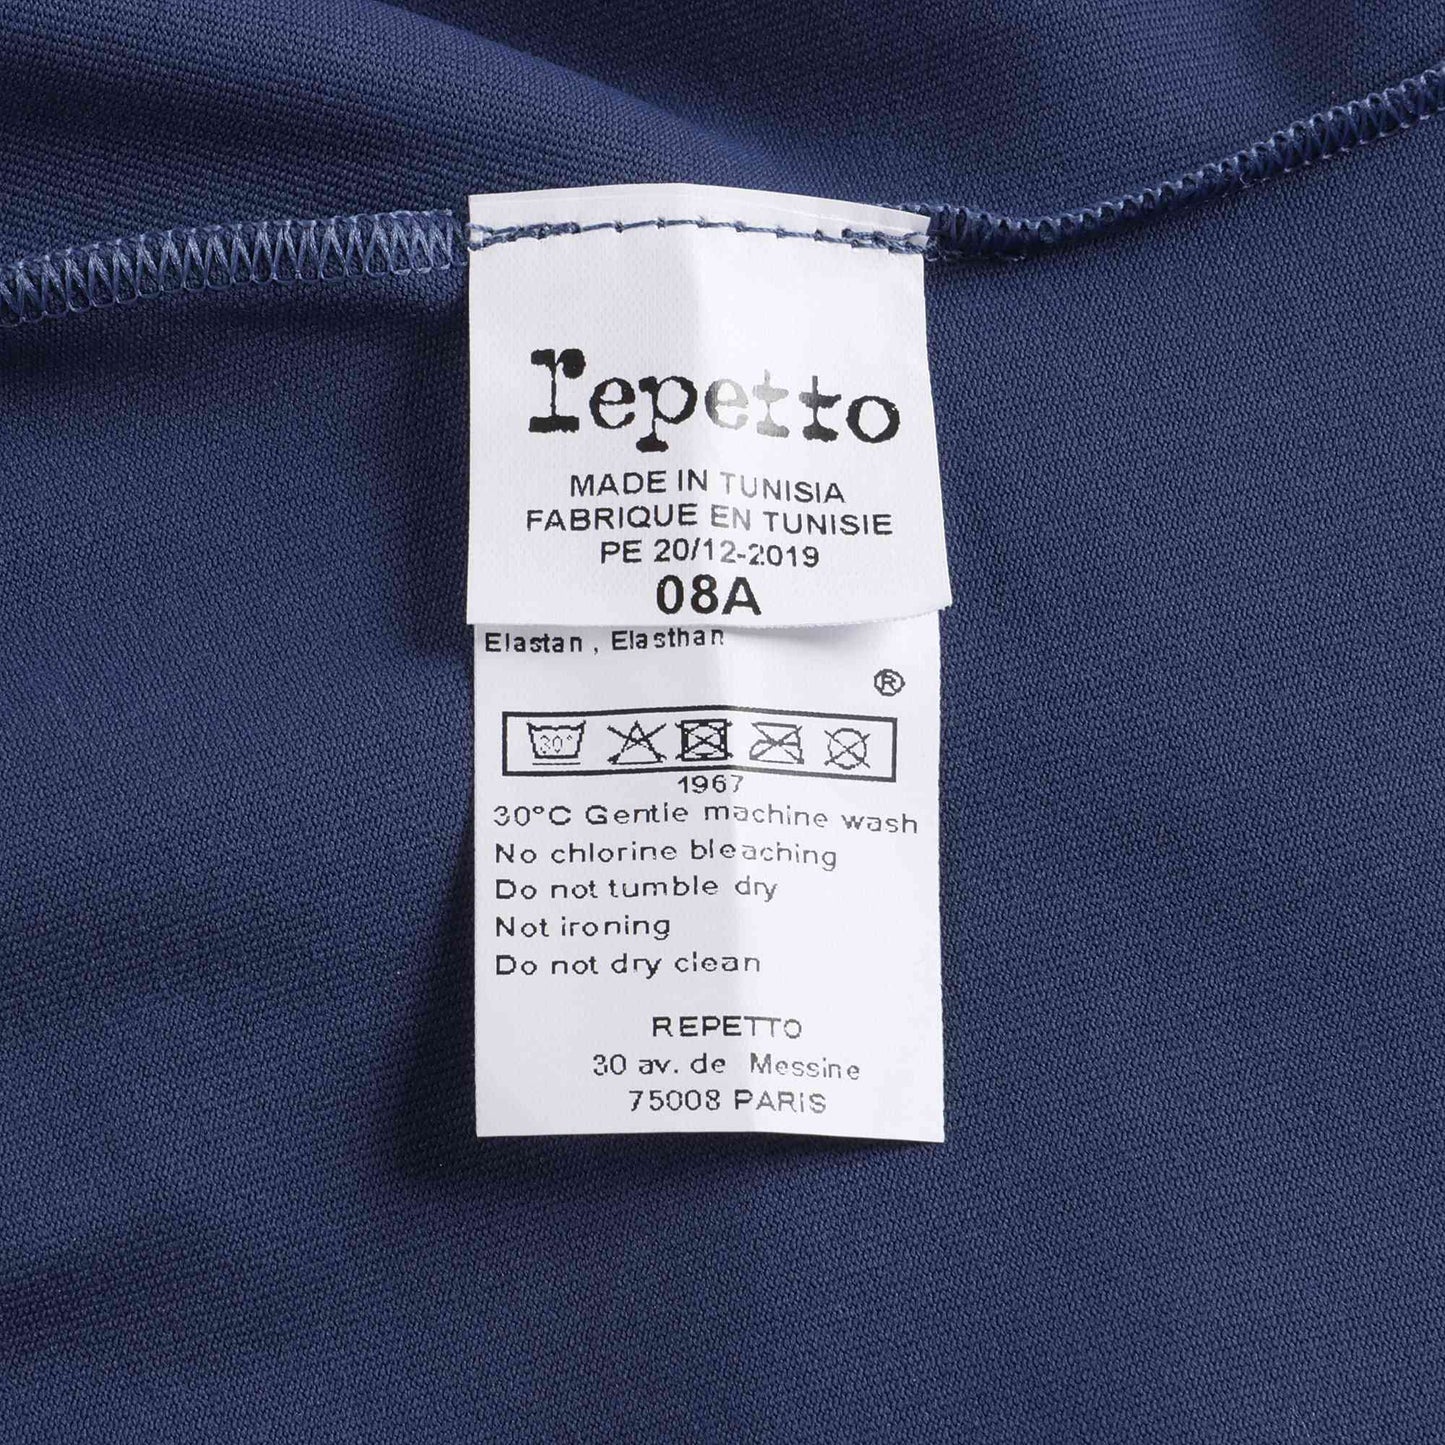 repetto
MADE IN TUNISIA
FABRIQUE EN TUNISIE
PE 20/12-2019
08A
Elastan , Elasthan
®
30°
1967
30°C Gentle machine wash
No chlorine bleaching
Do not tumble dry
Not ironing
Do not dry clean
REPETTO
30 av. de Messine
75008 PARIS